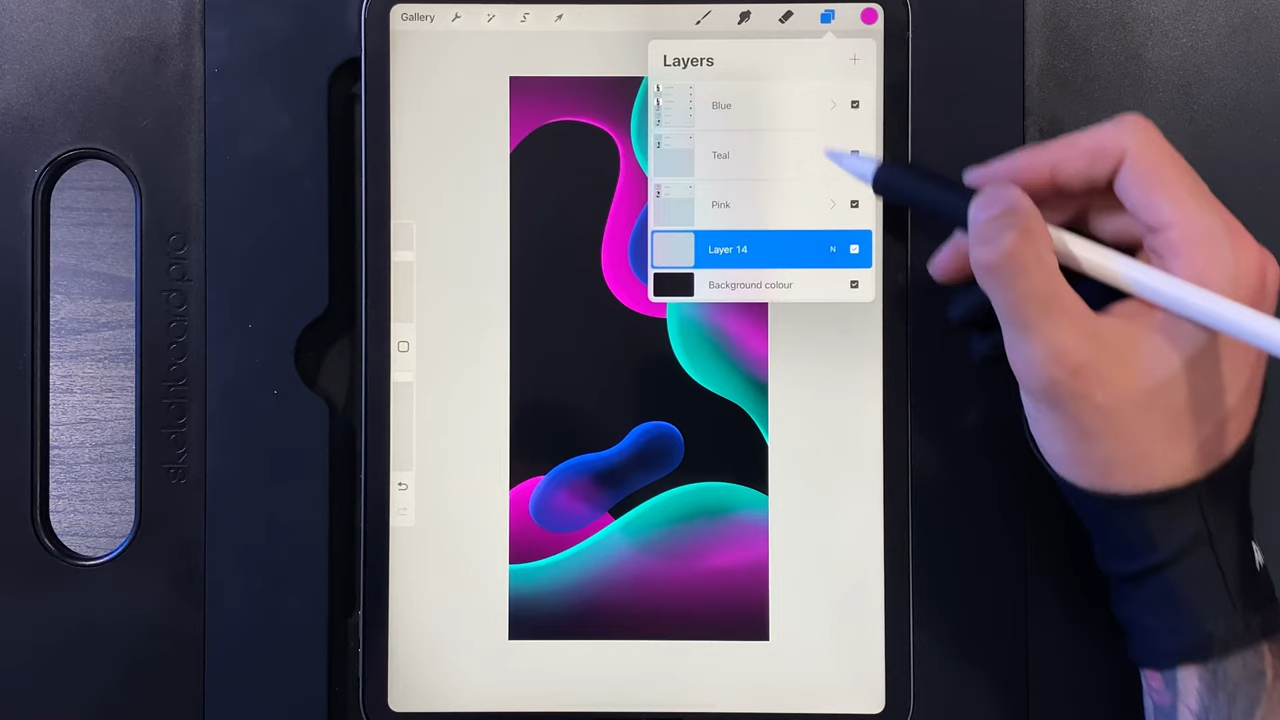 Gallery
Layers
Blue
Teal
Pink
Layer 14 N
Background colour
sketchboard pro